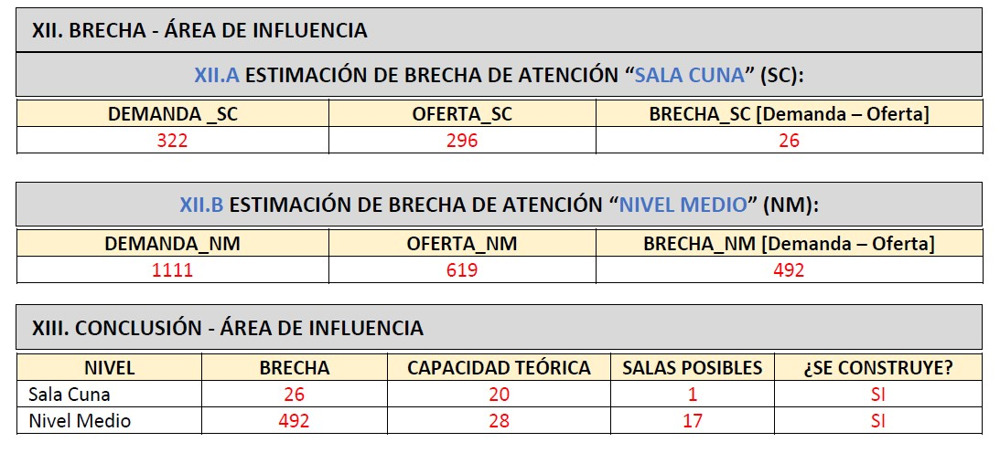 XII. BRECHA - ÁREA DE INFLUENCIA
XII.A ESTIMACIÓN DE BRECHA DE ATENCIÓN “SALA CUNA” (SC):
DEMANDA _SC OFERTA_SC BRECHA_SC [Demanda – Oferta]
322 296 26
XII.B ESTIMACIÓN DE BRECHA DE ATENCIÓN “NIVEL MEDIO” (NM):
DEMANDA_NM OFERTA_NM BRECHA_NM [Demanda – Oferta]
1111 619 492
XIII. CONCLUSIÓN - ÁREA DE INFLUENCIA
NIVEL BRECHA CAPACIDAD TEÓRICA SALAS POSIBLES ¿SE CONSTRUYE?
Sala Cuna 26 20 1 SI
Nivel Medio 492 28 17 SI